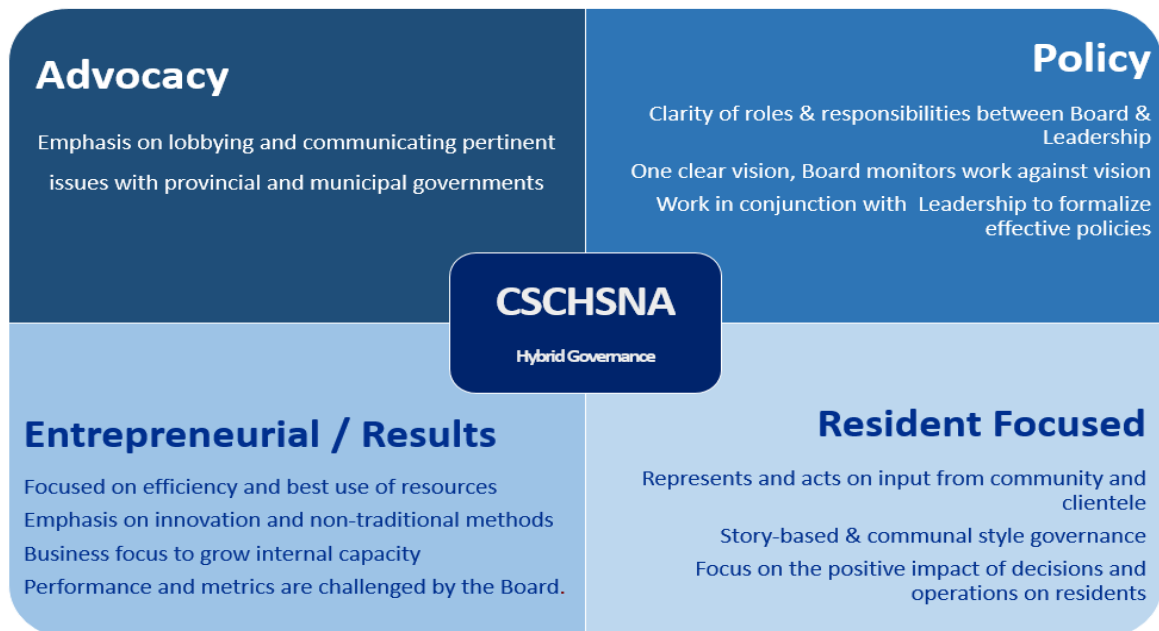 Advocacy
Emphasis on lobbying and communicating pertinent
issues with provincial and municipal governments
Policy
Clarity of roles & responsibilities between Board &
Leadership
One clear vision, Board monitors work against vision
Work in conjunction with Leadership to formalize
effective policies
CSCHSNA
Hybrid Governance
Entrepreneurial / Results
Focused on efficiency and best use of resources
Emphasis on innovation and non-traditional methods
Business focus to grow internal capacity
Performance and metrics are challenged by the Board.
Resident Focused
Represents and acts on input from community and
clientele
Story-based & communal style governance
Focus on the positive impact of decisions and
operations on residents